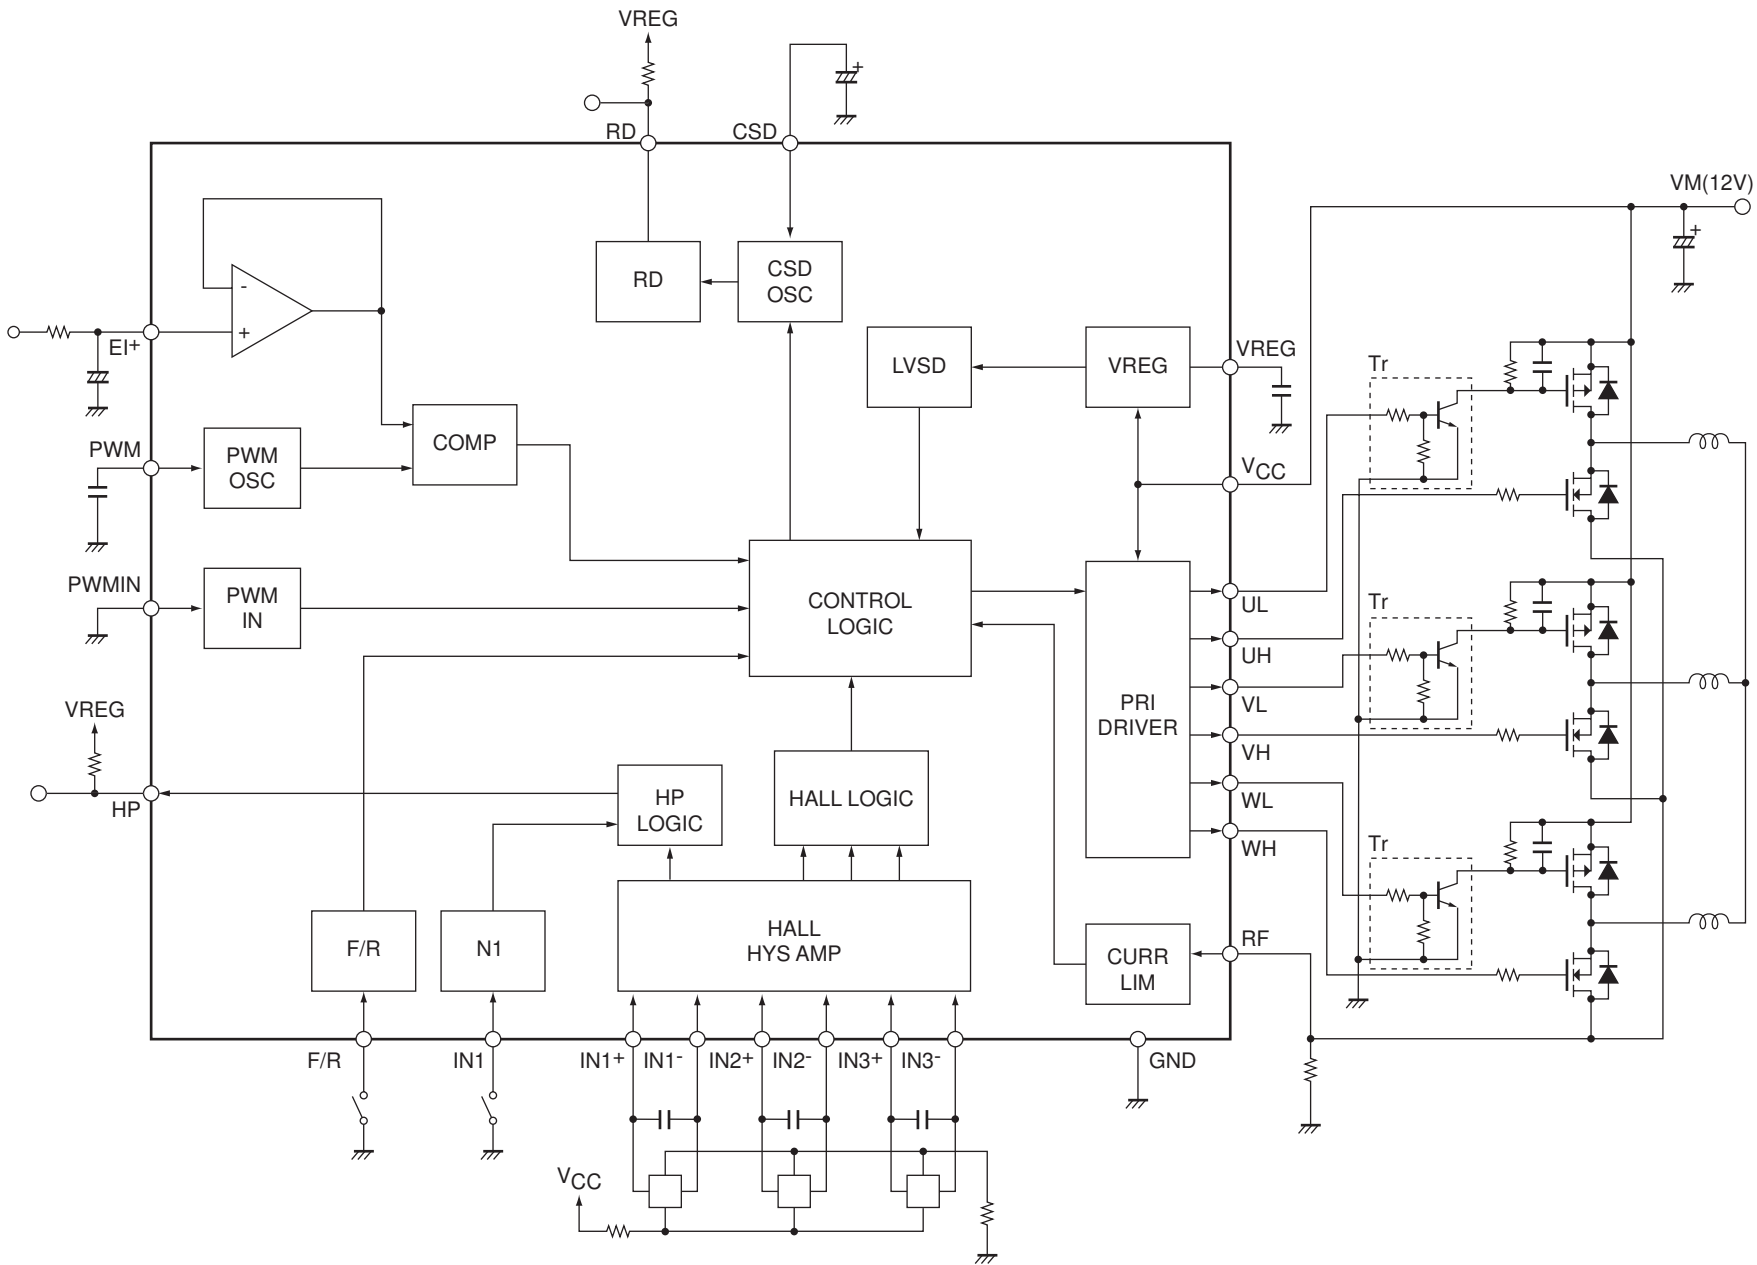 VREG
+
RD
CSD
VM(12V)
+
-
+
EI+
RD
CSD
OSC
LVSD
VREG
VREG
Tr
COMP
PWM
PWM
OSC
VCC
PWMIN
PWM
IN
CONTROL
LOGIC
UL
Tr
UH
VREG
PRI
DRIVER
VL
VH
HP
HP
LOGIC
HALL LOGIC
WL
WH
Tr
F/R
N1
HALL
HYS AMP
CURR
LIM
RF
F/R
IN1
IN1+
IN1-
IN2+
IN2-
IN3+
IN3-
GND
VCC